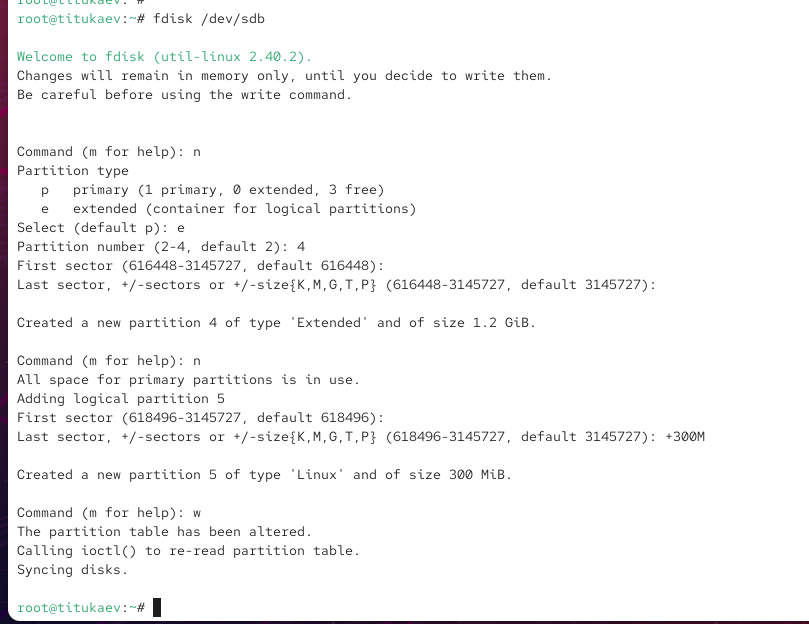 root@titukaev:~# fdisk /dev/sdb
Welcome to fdisk (util-linux 2.40.2).
Changes will remain in memory only, until you decide to write them.
Be careful before using the write command.
Command (m for help): n
Partition type
   p   primary (1 primary, 0 extended, 3 free)
   e   extended (container for logical partitions)
Select (default p): e
Partition number (2-4, default 2): 4
First sector (616448-3145727, default 616448):
Last sector, +/-sectors or +/-size{K,M,G,T,P} (616448-3145727, default 3145727):
Created a new partition 4 of type 'Extended' and of size 1.2 GiB.
Command (m for help): n
All space for primary partitions is in use.
Adding logical partition 5
First sector (618496-3145727, default 618496):
Last sector, +/-sectors or +/-size{K,M,G,T,P} (618496-3145727, default 3145727): +300M
Created a new partition 5 of type 'Linux' and of size 300 MiB.
Command (m for help): w
The partition table has been altered.
Calling ioctl() to re-read partition table.
Syncing disks.
root@titukaev:~#